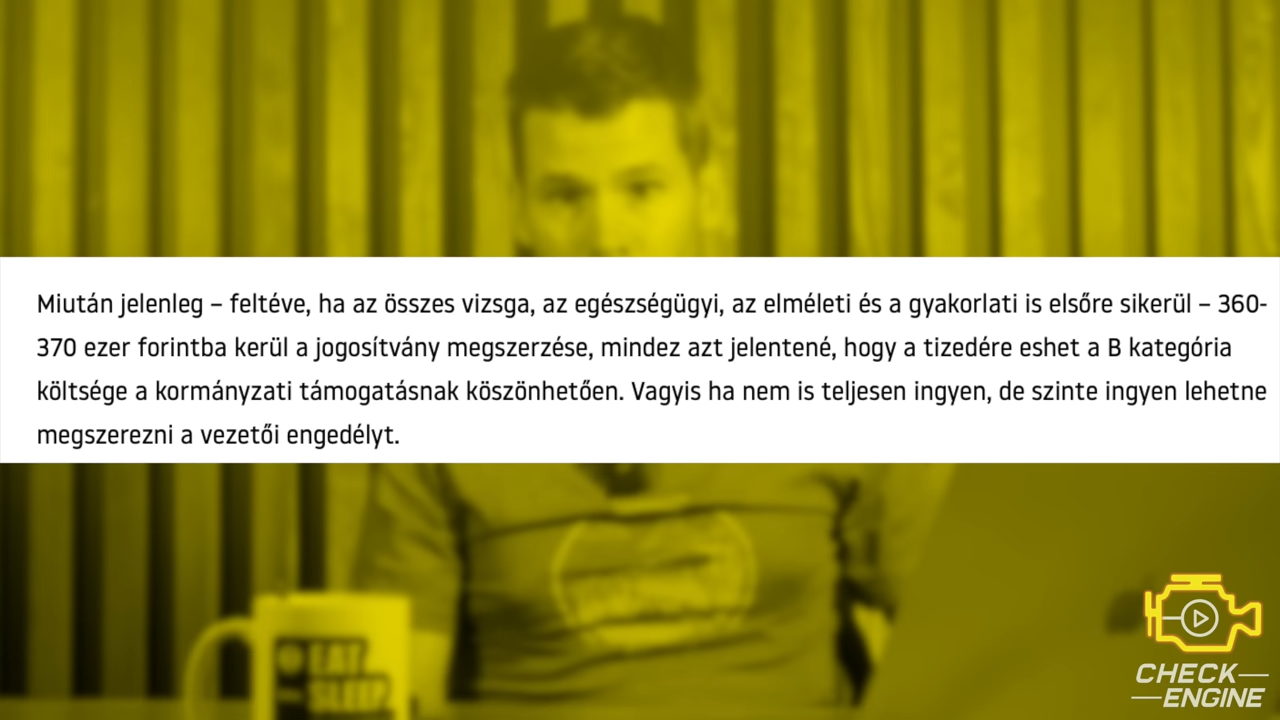 Miután jelenleg – feltéve, ha az összes vizsga, az egészségügyi, az elméleti és a gyakorlati is elsőre sikerül – 360-
370 ezer forintba kerül a jogosítvány megszerzése, mindez azt jelentené, hogy a tizedére eshet a B kategória
költsége a kormányzati támogatásnak köszönhetően. Vagyis ha nem is teljesen ingyen, de szinte ingyen lehetne
megszerezni a vezetői engedélyt.
EAT
SLEEP
CHECK
ENGINE